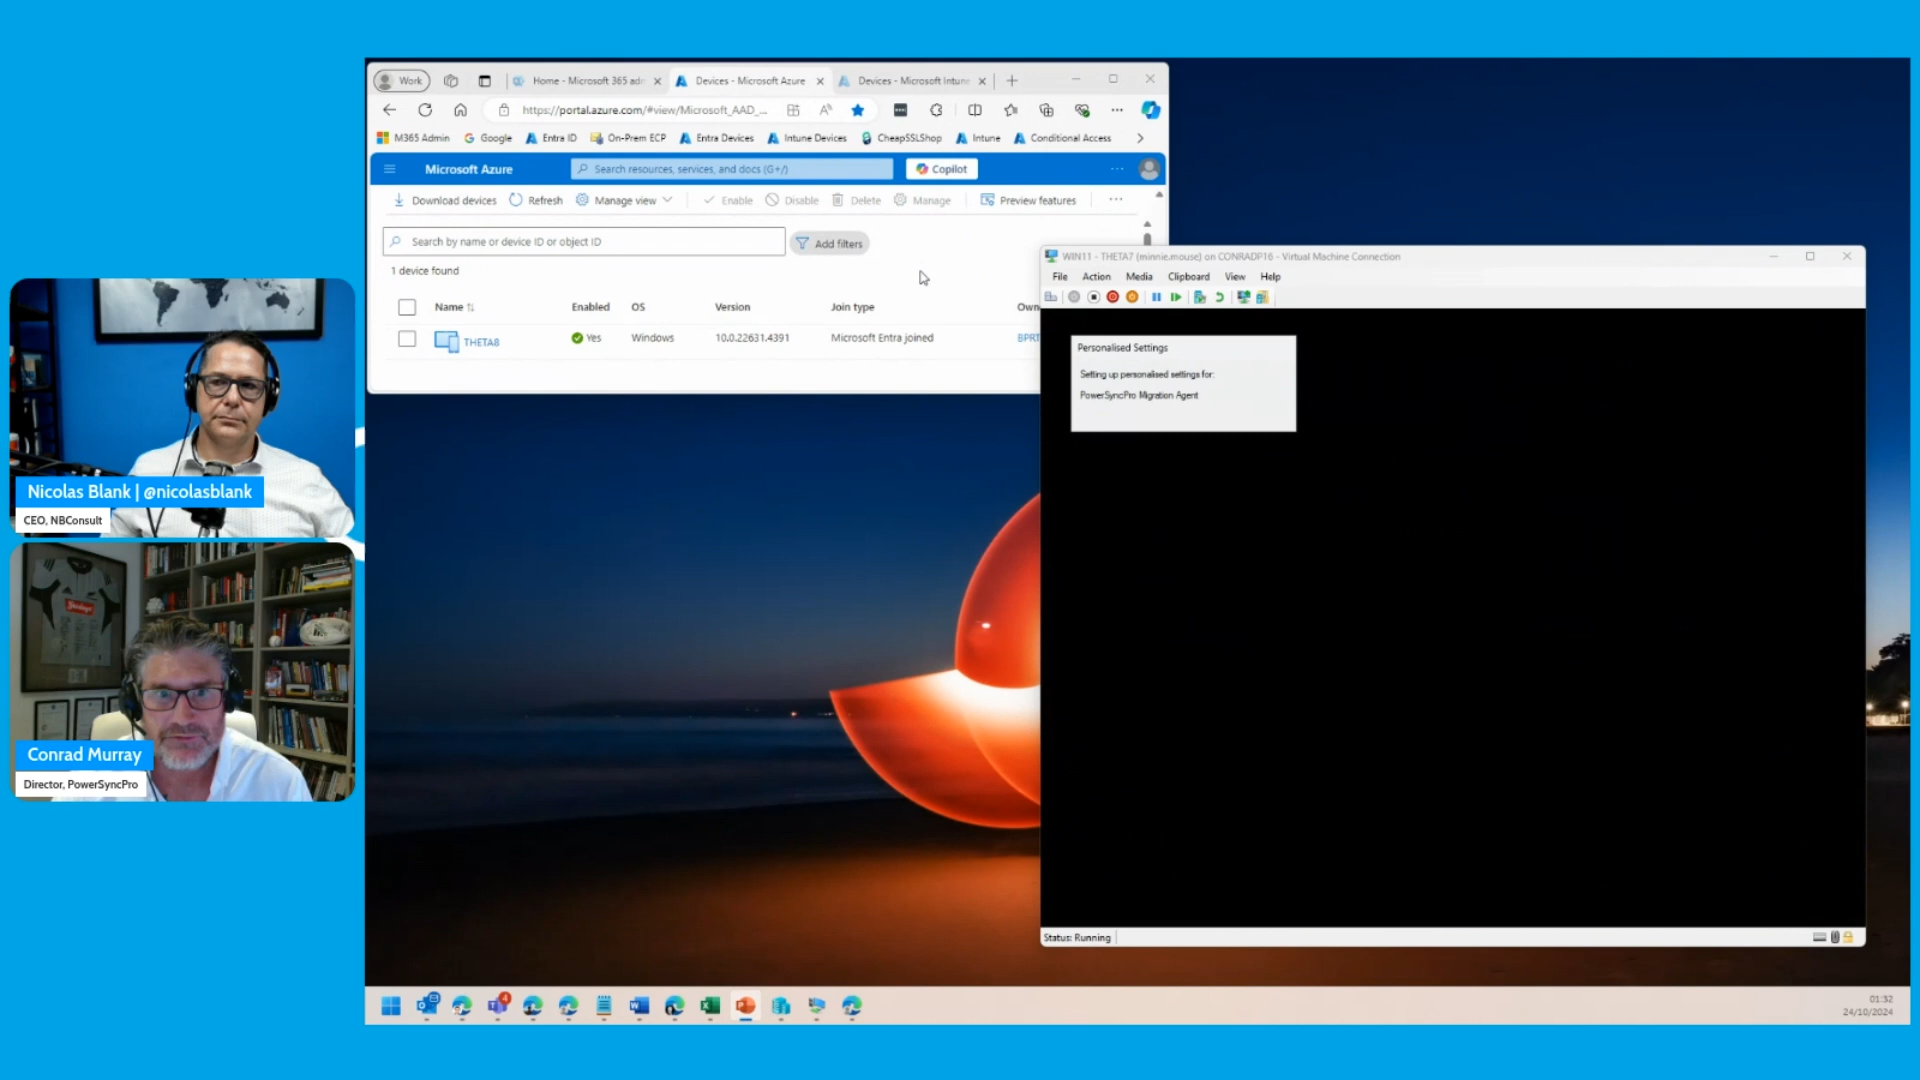 Work
Home - Microsoft 365 adr
Devices - Microsoft Azure
Devices - Microsoft Intune
https://portal.azure.com/#view/Microsoft_AAD_...
M365 Admin
Google
Entra ID
On-Prem ECP
Entra Devices
Intune Devices
CheapSSLShop
Intune
Conditional Access
Microsoft Azure
Search resources, services, and docs (G+/)
Copilot
Download devices
Refresh
Manage view
Enable
Disable
Delete
Manage
Preview features
Search by name or device ID or object ID
Add filters
1 device found
Name
Enabled
OS
Version
Join type
Own
THETA8
Yes
Windows
10.0.22631.4391
Microsoft Entra joined
BPRT
WIN11 - THETA7 (minnie.mouse) on CONRADP16 - Virtual Machine Connection
File
Action
Media
Clipboard
View
Help
Personalised Settings
Setting up personalised settings for:
PowerSyncPro Migration Agent
Status: Running
Nicolas Blank | @nicolasblank
CEO, NBConsult
Conrad Murray
Director, PowerSyncPro
4
01:32
24/10/2024